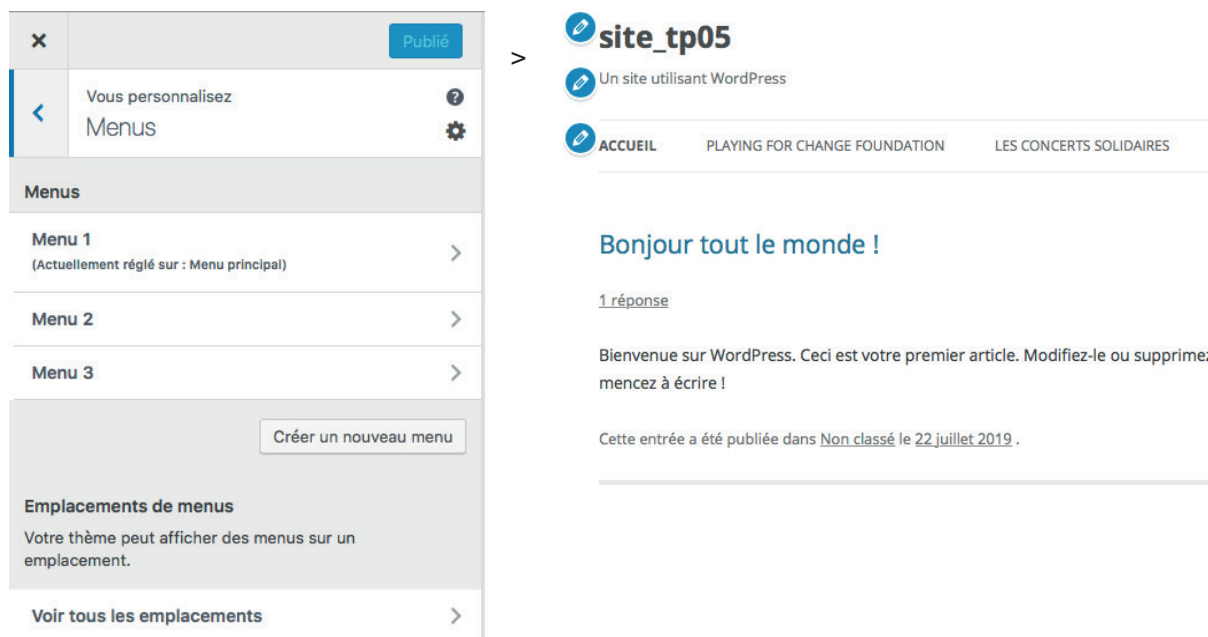 Publié
Vous personnalisez
Menus
Menus
Menu 1
(Actuellement réglé sur : Menu principal)
Menu 2
Menu 3
Créer un nouveau menu
Emplacements de menus
Votre thème peut afficher des menus sur un
emplacement.
Voir tous les emplacements
>
site_tp05
Un site utilisant WordPress
ACCUEIL PLAYING FOR CHANGE FOUNDATION LES CONCERTS SOLIDAIRES
Bonjour tout le monde !
1 réponse
Bienvenue sur WordPress. Ceci est votre premier article. Modifiez-le ou supprimez
mencez à écrire !
Cette entrée a été publiée dans Non classé le 22 juillet 2019 .